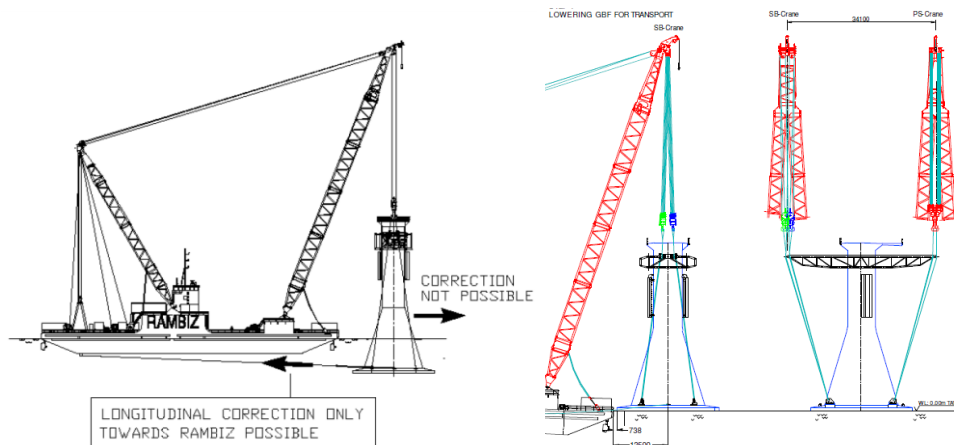 LOWERING GBF FOR TRANSPORT
SB-Crane
SB-Crane
PS-Crane
34100
CORRECTION
NOT POSSIBLE
RAMBIZ
LONGITUDINAL CORRECTION ONLY
TOWARDS RAMBIZ POSSIBLE
738